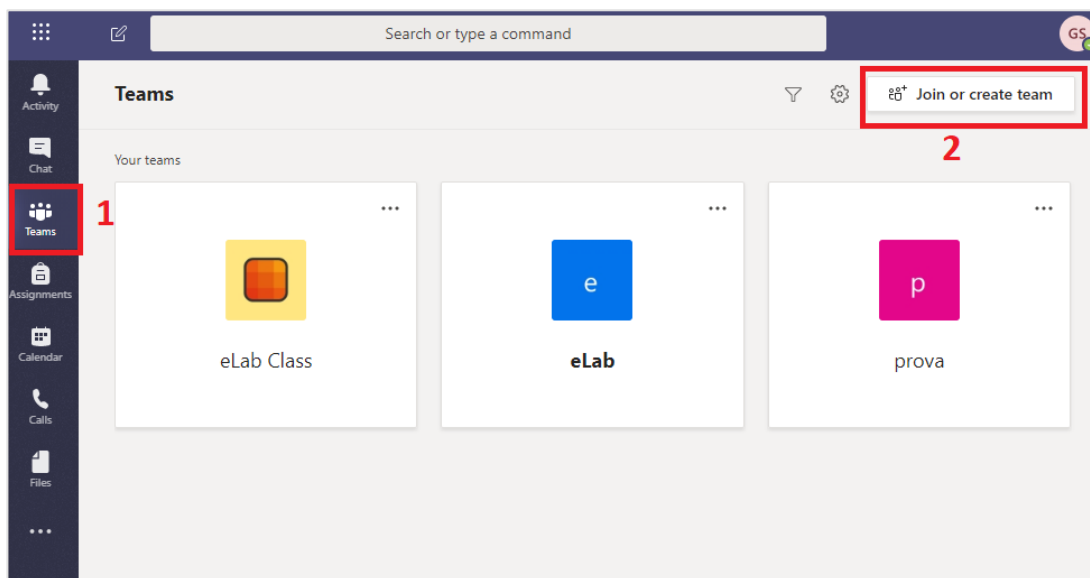 Search or type a command
GS
Activity
Chat
Teams
Assignments
Calendar
Calls
Files
Teams
Join or create team
1
2
Your teams
e
p
eLab Class
eLab
prova